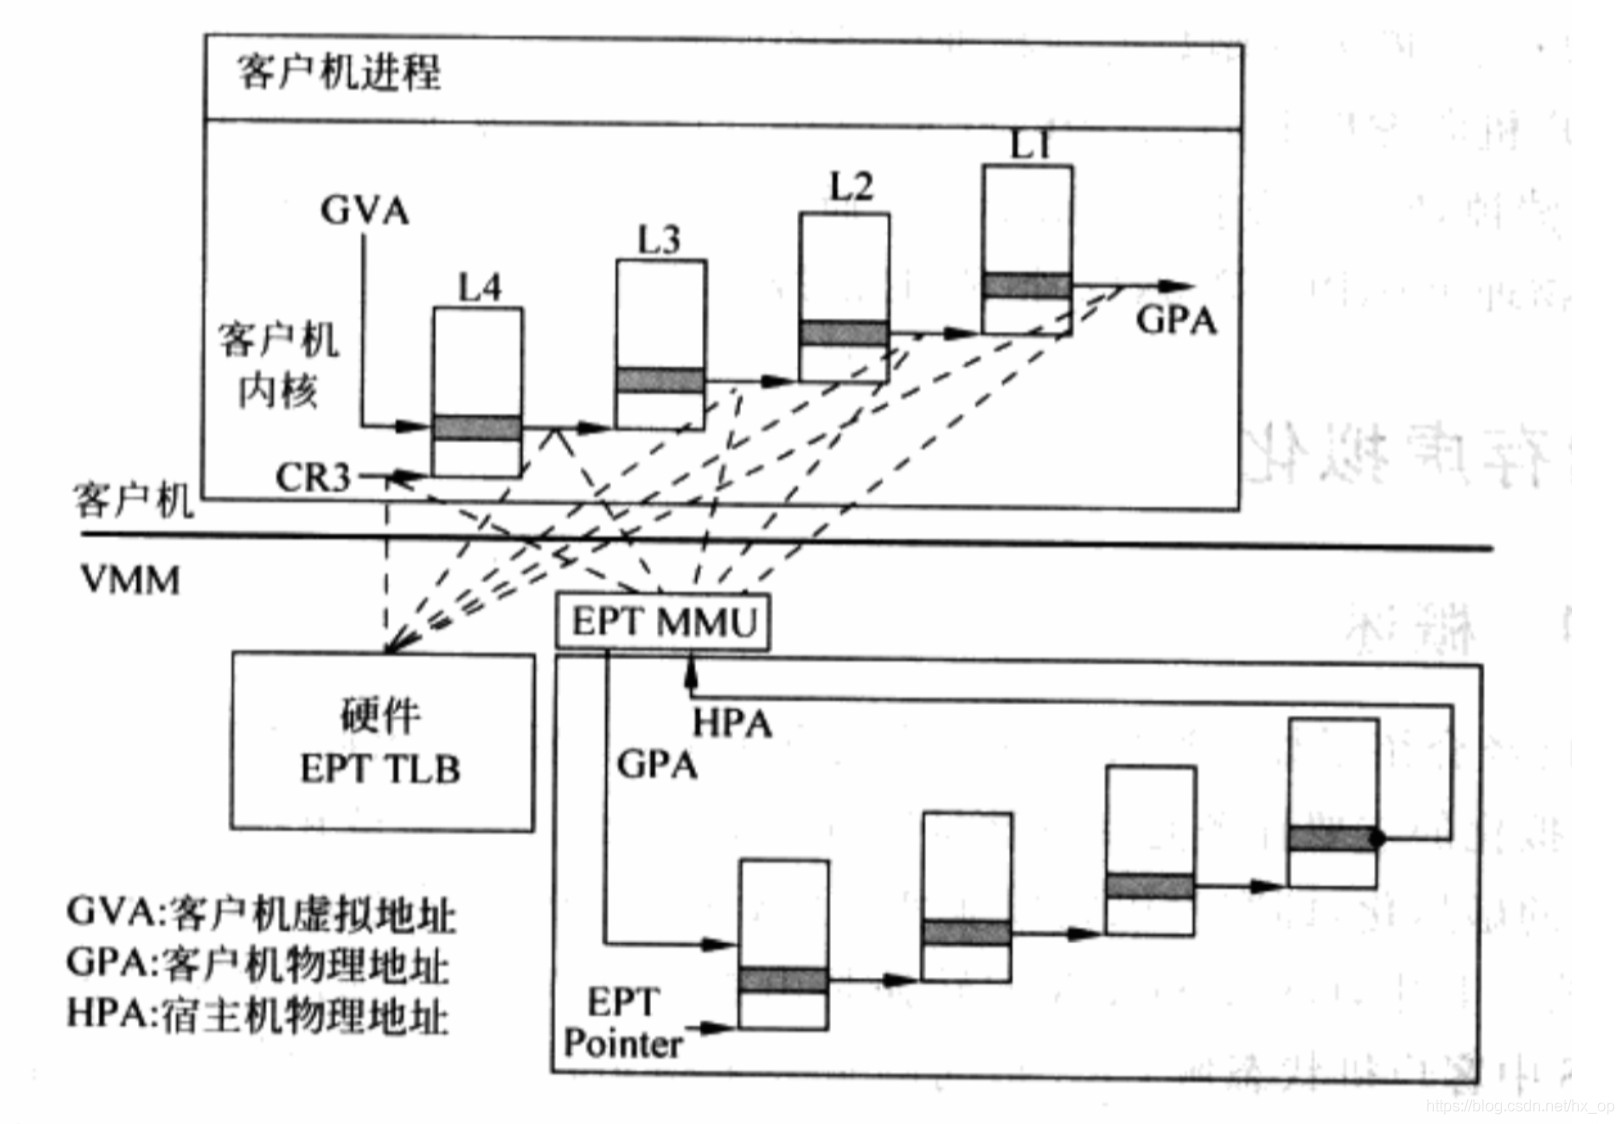 客户机进程
L1
L2
GVA
L3
L4
GPA
客户机
内核
CR3
客户机
VMM
EPT MMU
硬件
EPT TLB
HPA
GPA
GVA:客户机虚拟地址
GPA:客户机物理地址
HPA:宿主机物理地址
EPT
Pointer
https://blog.csdn.net/hx_op